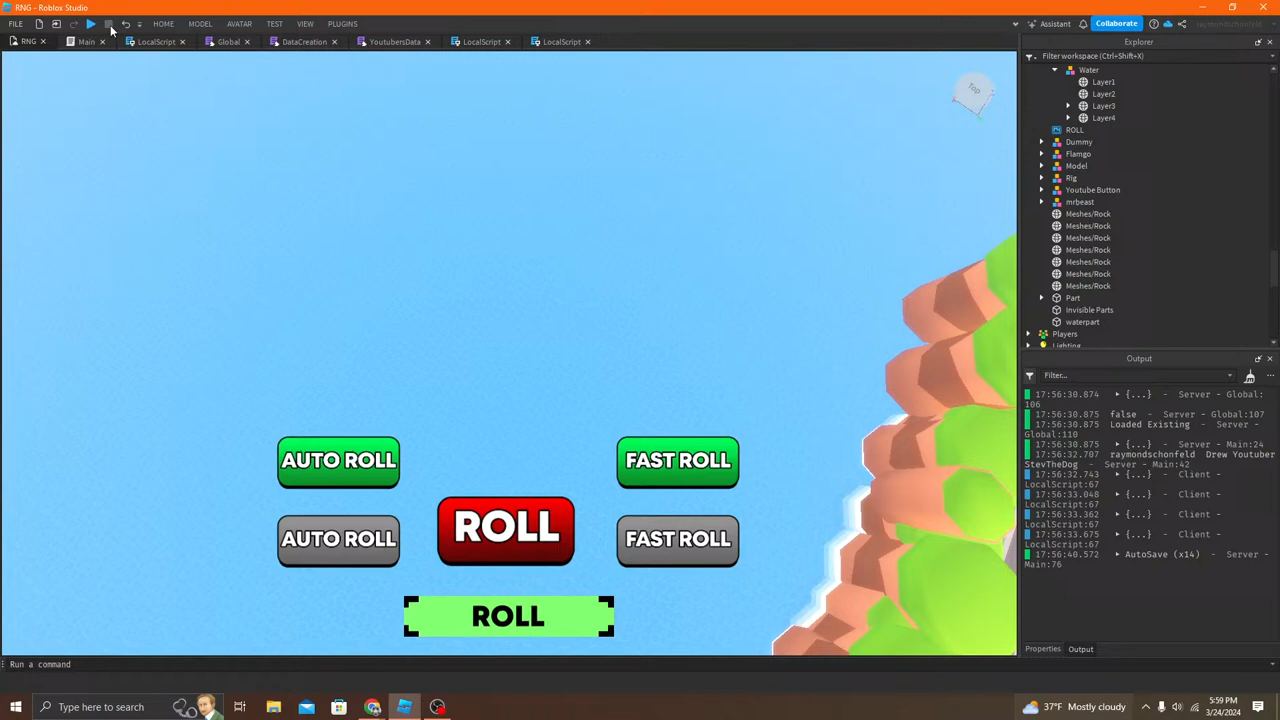 RNG - Roblox Studio
FILE HOME MODEL AVATAR TEST VIEW PLUGINS Assistant Collaborate raymondschonfeld
RNG Main LocalScript Global DataCreation YoutubersData LocalScript LocalScript
Explorer
Filter workspace (Ctrl+Shift+X)
Water
Layer1
Layer2
Layer3
Layer4
ROLL
Dummy
Flamgo
Model
Rig
Youtube Button
mrbeast
Meshes/Rock
Meshes/Rock
Meshes/Rock
Meshes/Rock
Meshes/Rock
Meshes/Rock
Meshes/Rock
Part
Invisible Parts
waterpart
Players
Lighting
Top
AUTO ROLL
FAST ROLL
ROLL
AUTO ROLL
FAST ROLL
ROLL
Output
Filter...
17:56:30.874 {...} - Server - Global:
106
17:56:30.875 false - Server - Global:107
17:56:30.875 Loaded Existing - Server -
Global:110
17:56:30.875 {...} - Server - Main:24
17:56:32.707 raymondschonfeld Drew Youtuber
StevTheDog - Server - Main:42
17:56:32.743 {...} - Client -
LocalScript:67
17:56:33.048 {...} - Client -
LocalScript:67
17:56:33.362 {...} - Client -
LocalScript:67
17:56:33.675 {...} - Client -
LocalScript:67
17:56:40.572 AutoSave (x14) - Server -
Main:76
Properties Output
Run a command
Type here to search
37°F Mostly cloudy
5:59 PM
3/24/2024